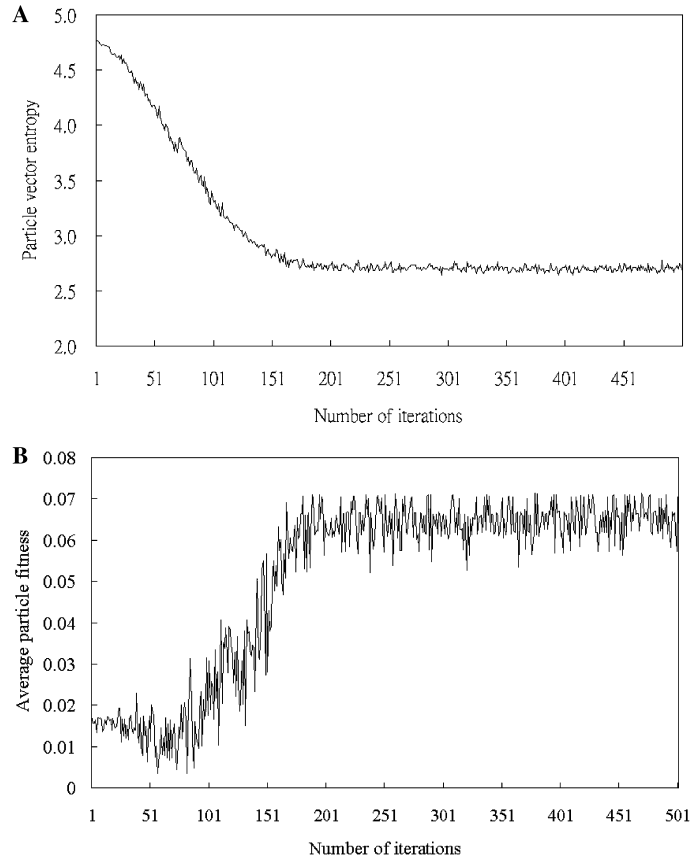 A
5.0
4.5
4.0
3.5
3.0
2.5
2.0
Particle vector entropy
1 51 101 151 201 251 301 351 401 451
Number of iterations
B
0.08
0.07
0.06
0.05
0.04
0.03
0.02
0.01
0
Average particle fitness
1 51 101 151 201 251 301 351 401 451 501
Number of iterations